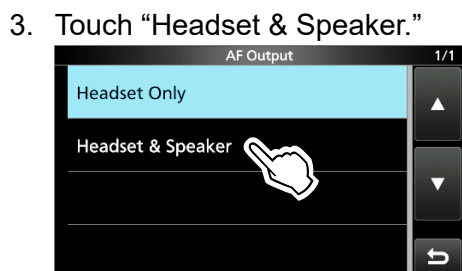 3. Touch “Headset & Speaker.”
AF Output 1/1
Headset Only
Headset & Speaker